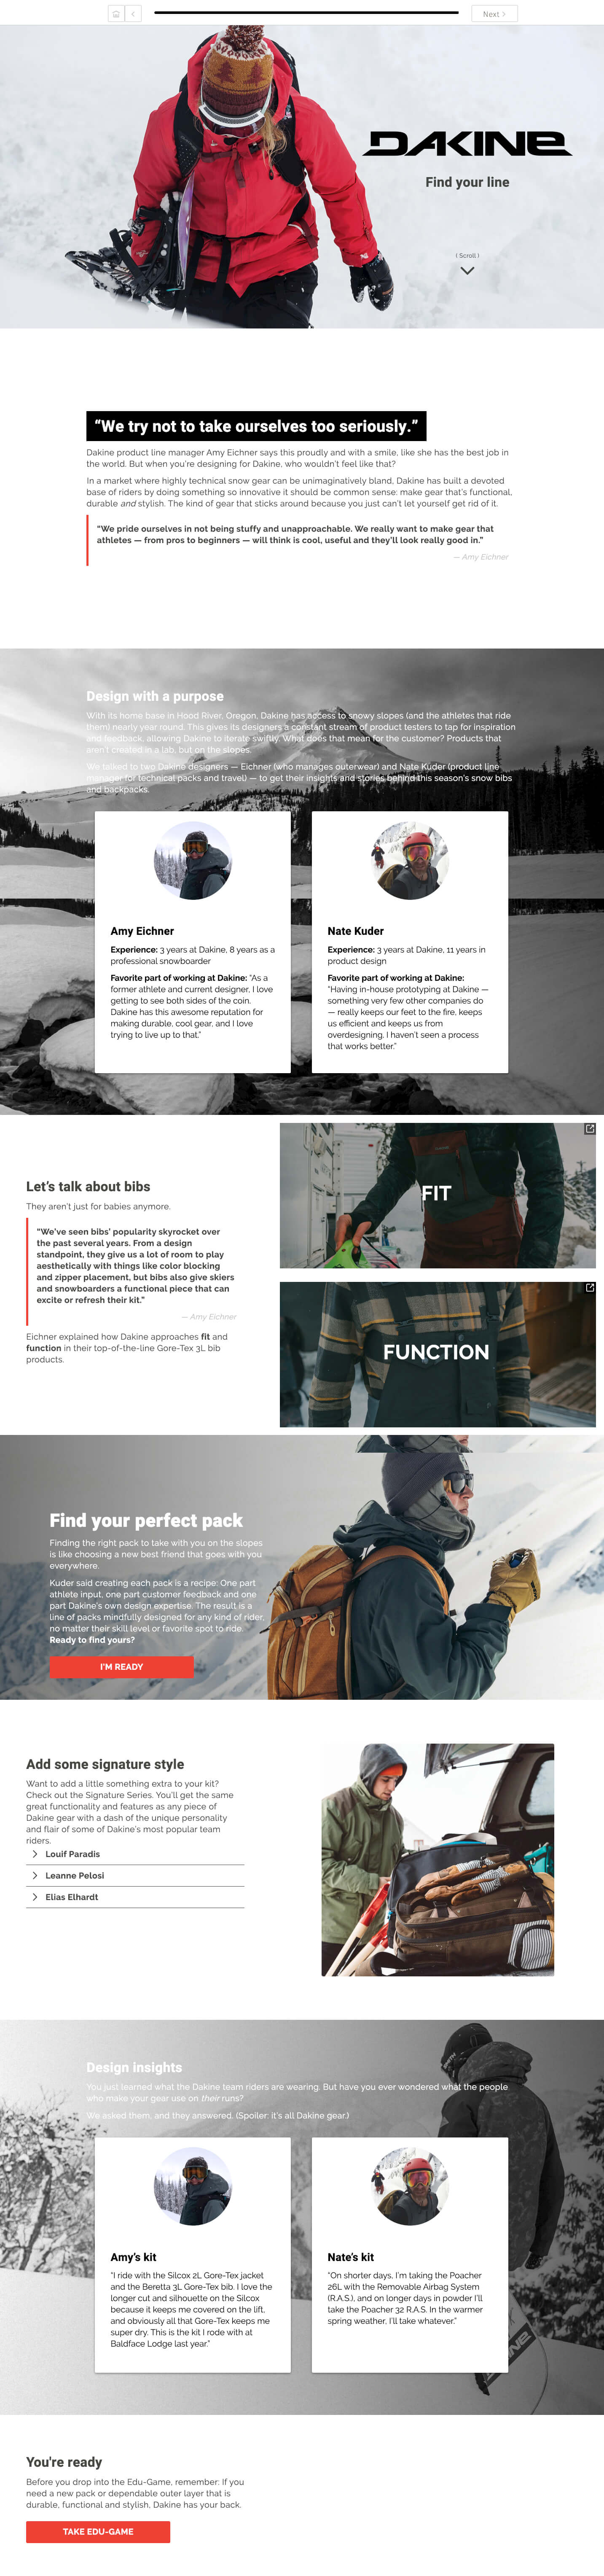 Next >
DAKINE
Find your line
( Scroll )
“We try not to take ourselves too seriously.”
Dakine product line manager Amy Eichner says this proudly and with a smile, like she has the best job in
the world. But when you’re designing for Dakine, who wouldn’t feel like that?
In a market where highly technical snow gear can be unimaginatively bland, Dakine has built a devoted
base of riders by doing something so innovative it should be common sense: make gear that’s functional,
durable and stylish. The kind of gear that sticks around because you just can’t let yourself get rid of it.
“We pride ourselves in not being stuffy and unapproachable. We really want to make gear that
athletes — from pros to beginners — will think is cool, useful and they’ll look really good in.”
— Amy Eichner
Design with a purpose
With its home base in Hood River, Oregon, Dakine has access to snowy slopes (and the athletes that ride
them) nearly year round. This gives its designers a constant stream of product testers to tap for inspiration
and feedback, allowing Dakine to iterate swiftly. What does that mean for the customer? Products that
aren’t created in a lab, but on the slopes.
We talked to two Dakine designers — Eichner (who manages outerwear) and Nate Kuder (product line
manager for technical packs and travel) — to get their insights and stories behind this season’s snow bibs
and backpacks.
Amy Eichner
Experience: 3 years at Dakine, 8 years as a
professional snowboarder
Favorite part of working at Dakine: “As a
former athlete and current designer, I love
getting to see both sides of the coin.
Dakine has this awesome reputation for
making durable, cool gear, and I love
trying to live up to that.”
Nate Kuder
Experience: 3 years at Dakine, 11 years in
product design
Favorite part of working at Dakine:
“Having in-house prototyping at Dakine —
something very few other companies do
— really keeps our feet to the fire, keeps
us efficient and keeps us from
overdesigning. I haven’t seen a process
that works better.”
Let’s talk about bibs
They aren’t just for babies anymore.
“We’ve seen bibs’ popularity skyrocket over
the past several years. From a design
standpoint, they give us a lot of room to play
aesthetically with things like color blocking
and zipper placement, but bibs also give skiers
and snowboarders a functional piece that can
excite or refresh their kit.”
— Amy Eichner
Eichner explained how Dakine approaches fit and
function in their top-of-the-line Gore-Tex 3L bib
products.
FIT
FUNCTION
Find your perfect pack
Finding the right pack to take with you on the slopes
is like choosing a new best friend that goes with you
everywhere.
Kuder said creating each pack is a recipe: One part
athlete input, one part customer feedback and one
part Dakine’s own design expertise. The result is a
line of packs mindfully designed for any kind of rider,
no matter their skill level or favorite spot to ride.
Ready to find yours?
I’M READY
Add some signature style
Want to add a little something extra to your kit?
Check out the Signature Series. You’ll get the same
great functionality and features as any piece of
Dakine gear with a dash of the unique personality
and flair of some of Dakine’s most popular team
riders.
Louif Paradis
Leanne Pelosi
Elias Elhardt
Design insights
You just learned what the Dakine team riders are wearing. But have you ever wondered what the people
who make your gear use on their runs?
We asked them, and they answered. (Spoiler: it’s all Dakine gear.)
Amy’s kit
“I ride with the Silcox 2L Gore-Tex jacket
and the Beretta 3L Gore-Tex bib. I love the
longer cut and silhouette on the Silcox
because it keeps me covered on the lift,
and obviously all that Gore-Tex keeps me
super dry. This is the kit I rode with at
Baldface Lodge last year.”
Nate’s kit
“On shorter days, I’m taking the Poacher
26L with the Removable Airbag System
(R.A.S.), and on longer days in powder I’ll
take the Poacher 32 R.A.S. In the warmer
spring weather, I’ll take whatever.”
You’re ready
Before you drop into the Edu-Game, remember: If you
need a new pack or dependable outer layer that is
durable, functional and stylish, Dakine has your back.
TAKE EDU-GAME